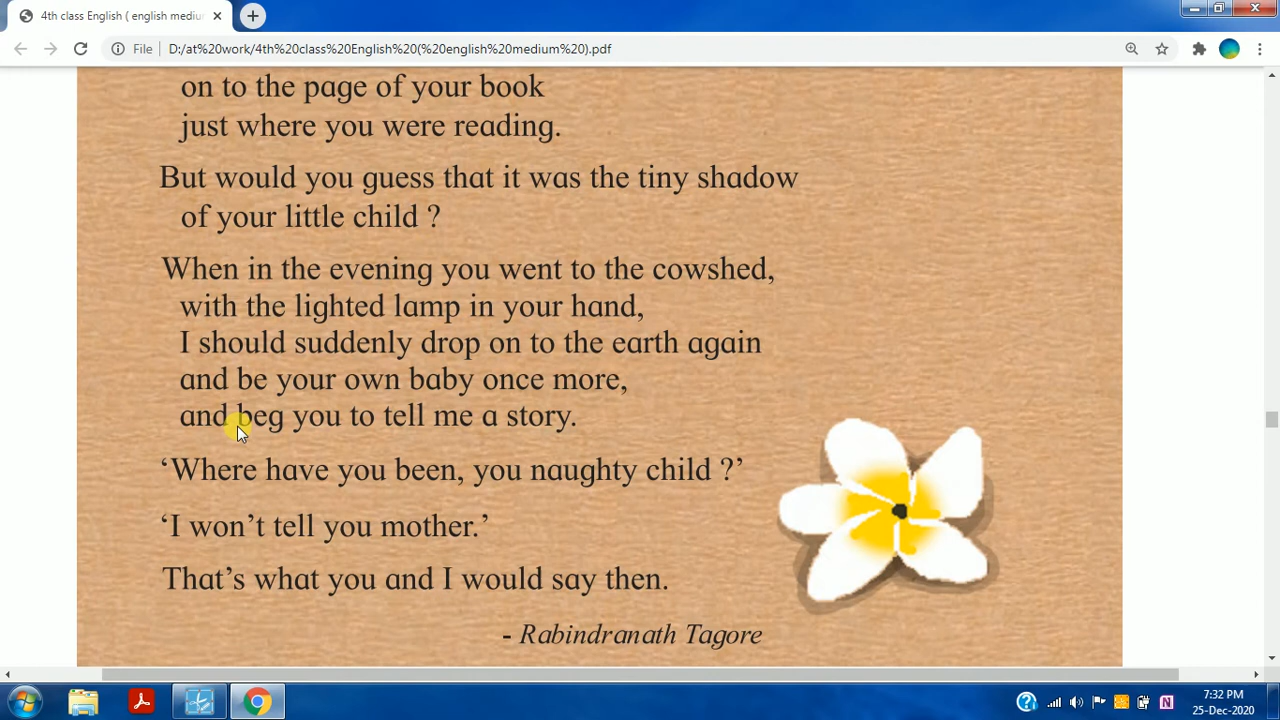 4th class English ( english mediu
File
D:/at%20work/4th%20class%20English%20(%20english%20medium%20).pdf
on to the page of your book
just where you were reading.
But would you guess that it was the tiny shadow
of your little child ?
When in the evening you went to the cowshed,
with the lighted lamp in your hand,
I should suddenly drop on to the earth again
and be your own baby once more,
and beg you to tell me a story.
‘Where have you been, you naughty child ?’
‘I won’t tell you mother.’
That’s what you and I would say then.
- Rabindranath Tagore
7:32 PM
25-Dec-2020